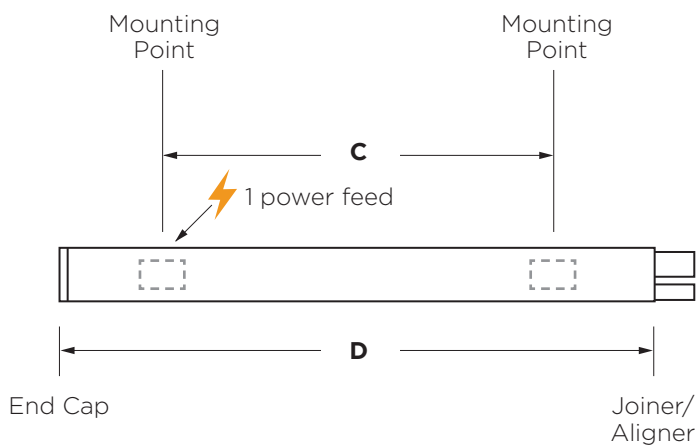 Mounting
Point
Mounting
Point
C
1 power feed
D
End Cap
Joiner/
Aligner